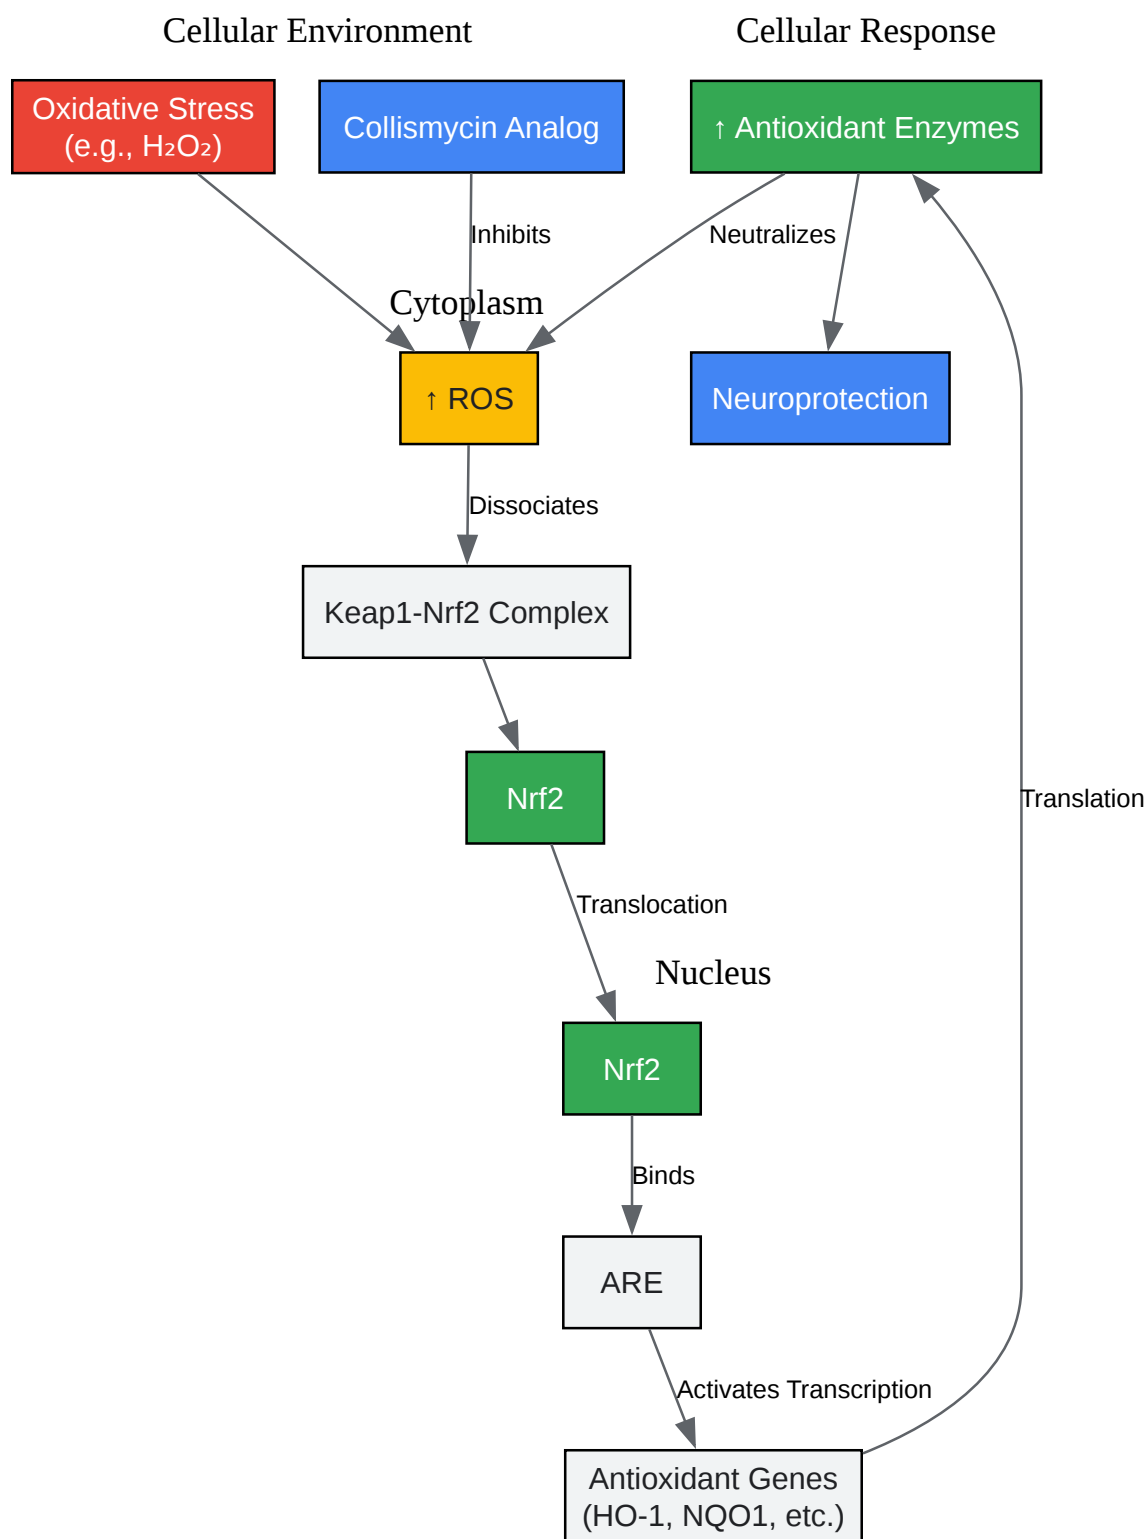 Cellular Environment
Cellular Response
Oxidative Stress
(e.g., H₂O₂)
Collismycin Analog
↑ Antioxidant Enzymes
Inhibits
Neutralizes
Cytoplasm
↑ ROS
Neuroprotection
Dissociates
Keap1-Nrf2 Complex
Nrf2
Translation
Translocation
Nucleus
Nrf2
Binds
ARE
Activates Transcription
Antioxidant Genes
(HO-1, NQO1, etc.)